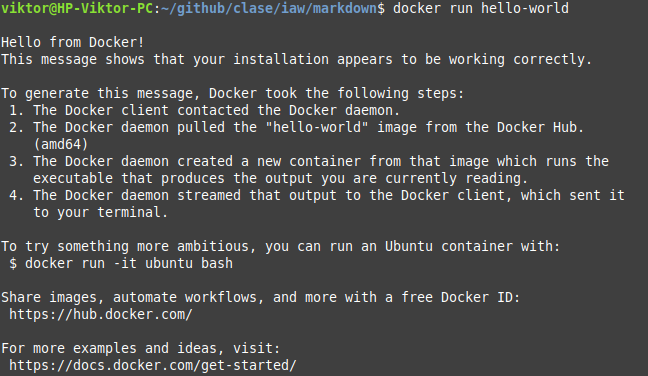 viktor@HP-Viktor-PC:~/github/clase/iaw/markdown$ docker run hello-world
Hello from Docker!
This message shows that your installation appears to be working correctly.
To generate this message, Docker took the following steps:
1. The Docker client contacted the Docker daemon.
2. The Docker daemon pulled the "hello-world" image from the Docker Hub.
(amd64)
3. The Docker daemon created a new container from that image which runs the
executable that produces the output you are currently reading.
4. The Docker daemon streamed that output to the Docker client, which sent it
to your terminal.
To try something more ambitious, you can run an Ubuntu container with:
$ docker run -it ubuntu bash
Share images, automate workflows, and more with a free Docker ID:
https://hub.docker.com/
For more examples and ideas, visit:
https://docs.docker.com/get-started/